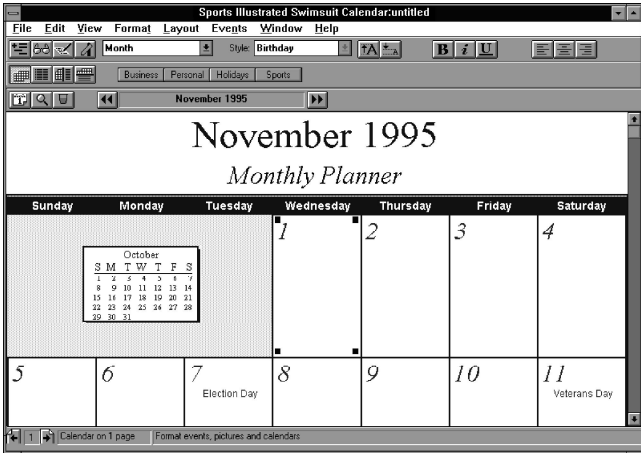 Sports Illustrated Swimsuit Calendar:untitled
File Edit View Format Layout Events Window Help
Month Style: Birthday B i U
Business Personal Holidays Sports
November 1995
November 1995
Monthly Planner
Sunday Monday Tuesday Wednesday Thursday Friday Saturday
1 2 3 4
October
S M T W T F S
1 2 3 4 5 6 7
8 9 10 11 12 13 14
15 16 17 18 19 20 21
22 23 24 25 26 27 28
29 30 31
5 6 7 8 9 10 11
Election Day Veterans Day
1 Calendar on 1 page Format events, pictures and calendars